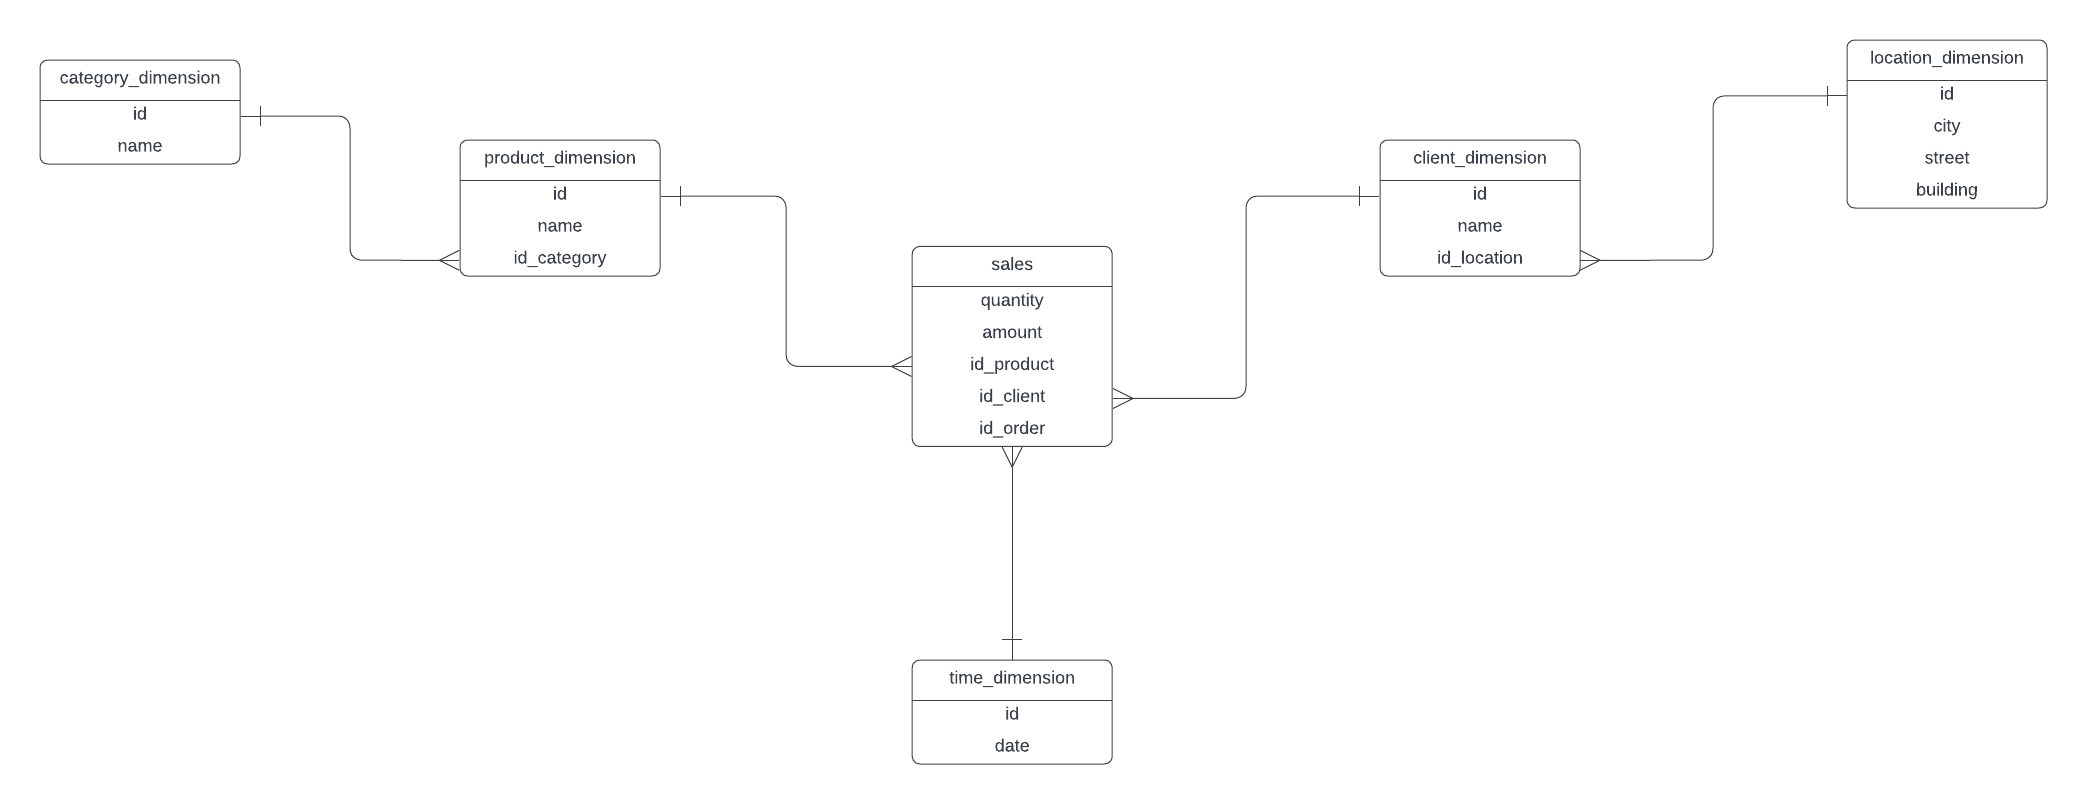 category_dimension
id
name
product_dimension
id
name
id_category
sales
quantity
amount
id_product
id_client
id_order
client_dimension
id
name
id_location
location_dimension
id
city
street
building
time_dimension
id
date